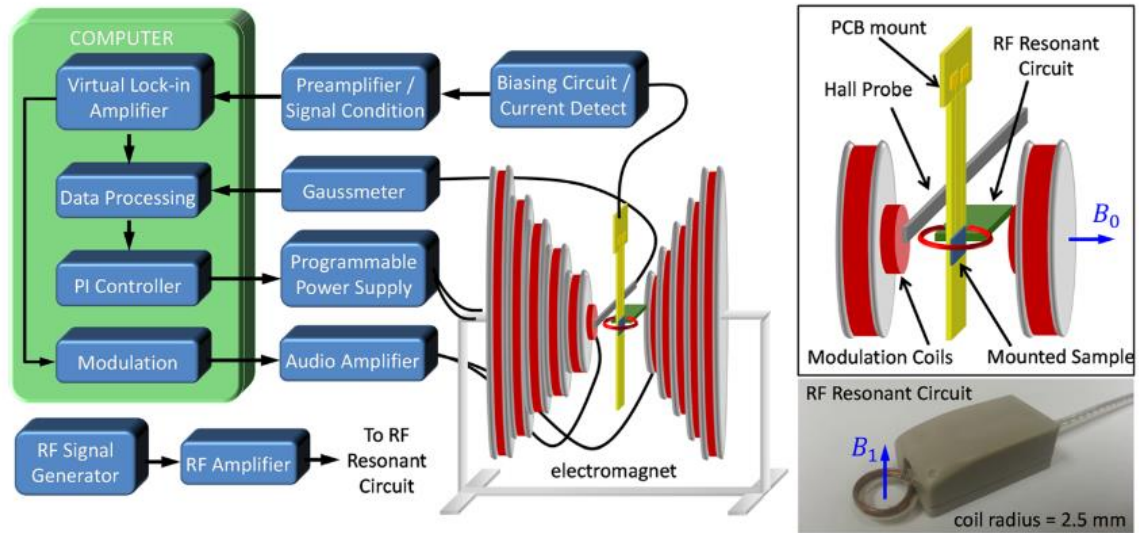 COMPUTER
Virtual Lock-in
Amplifier
Preamplifier /
Signal Condition
Biasing Circuit /
Current Detect
Data Processing
Gaussmeter
PI Controller
Programmable
Power Supply
Modulation
Audio Amplifier
RF Signal
Generator
RF Amplifier
To RF
Resonant
Circuit
electromagnet
PCB mount
RF Resonant
Circuit
Hall Probe
B₀
Modulation Coils
Mounted Sample
RF Resonant Circuit
B₁
coil radius = 2.5 mm